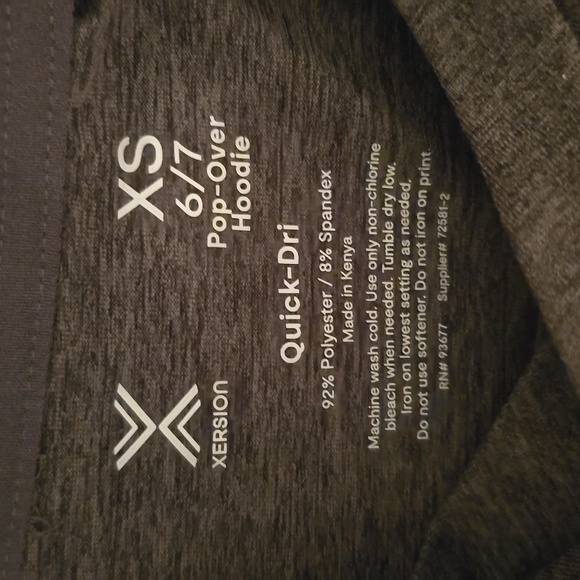 XERSION
XS
6/7
Pop-Over
Hoodie
Quick-Dri
92% Polyester / 8% Spandex
Made in Kenya
Machine wash cold. Use only non-chlorine
bleach when needed. Tumble dry low.
Iron on lowest setting as needed.
Do not use softener. Do not iron on print
RN# 93677 Supplier# 72581-2